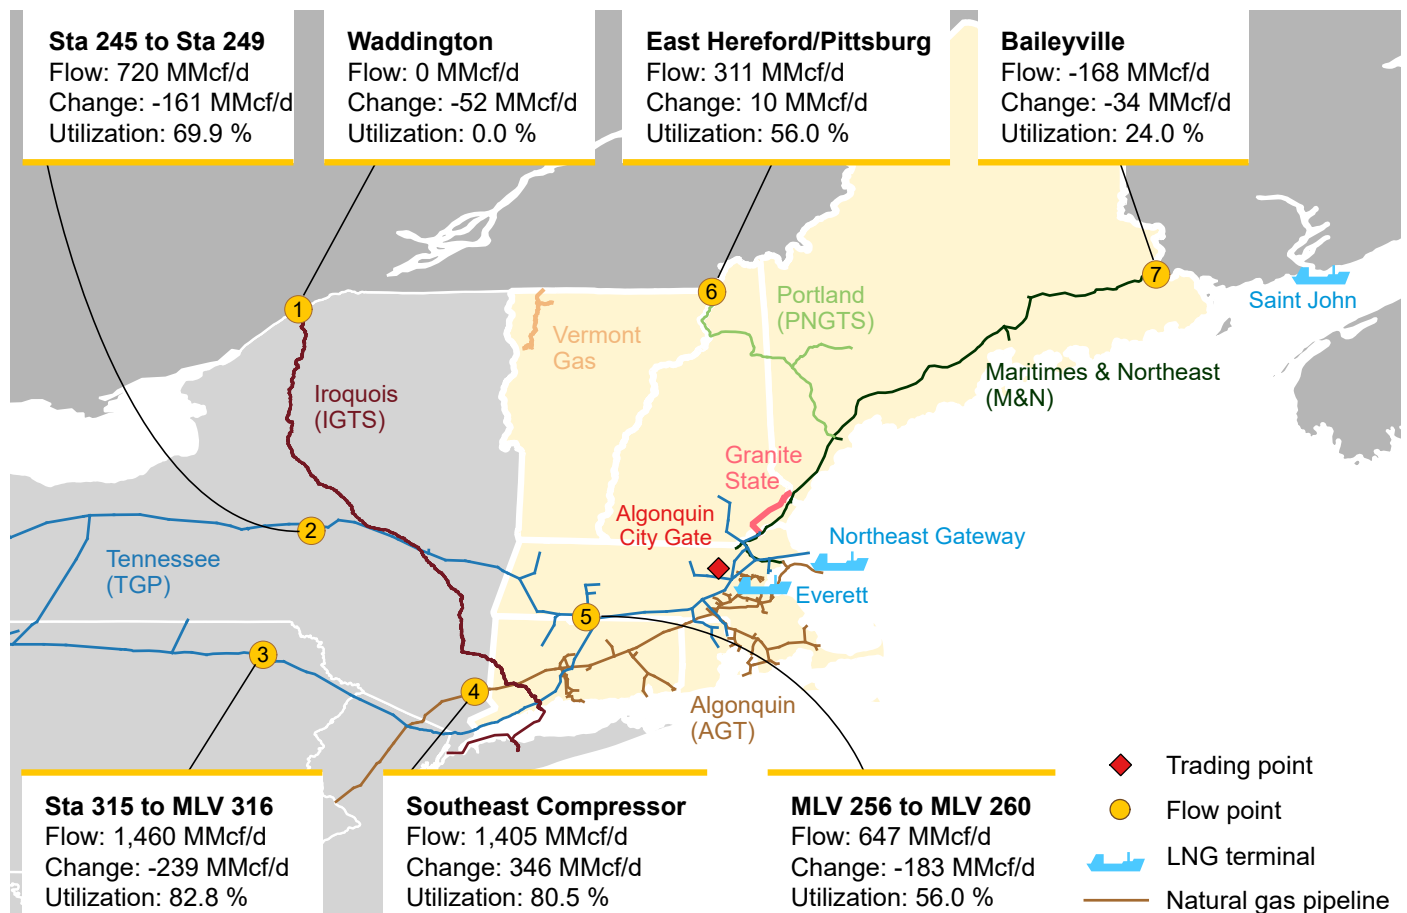 Sta 245 to Sta 249
Flow: 720 MMcf/d
Change: -161 MMcf/d
Utilization: 69.9 %
Waddington
Flow: 0 MMcf/d
Change: -52 MMcf/d
Utilization: 0.0 %
East Hereford/Pittsburg
Flow: 311 MMcf/d
Change: 10 MMcf/d
Utilization: 56.0 %
Baileyville
Flow: -168 MMcf/d
Change: -34 MMcf/d
Utilization: 24.0 %
1
6
7
Portland
(PNGTS)
Saint John
Vermont
Gas
Iroquois
(IGTS)
Maritimes & Northeast
(M&N)
Granite
State
Algonquin
City Gate
2
Northeast Gateway
Tennessee
(TGP)
Everett
5
3
4
Algonquin
(AGT)
Sta 315 to MLV 316
Flow: 1,460 MMcf/d
Change: -239 MMcf/d
Utilization: 82.8 %
Southeast Compressor
Flow: 1,405 MMcf/d
Change: 346 MMcf/d
Utilization: 80.5 %
MLV 256 to MLV 260
Flow: 647 MMcf/d
Change: -183 MMcf/d
Utilization: 56.0 %
Trading point
Flow point
LNG terminal
Natural gas pipeline